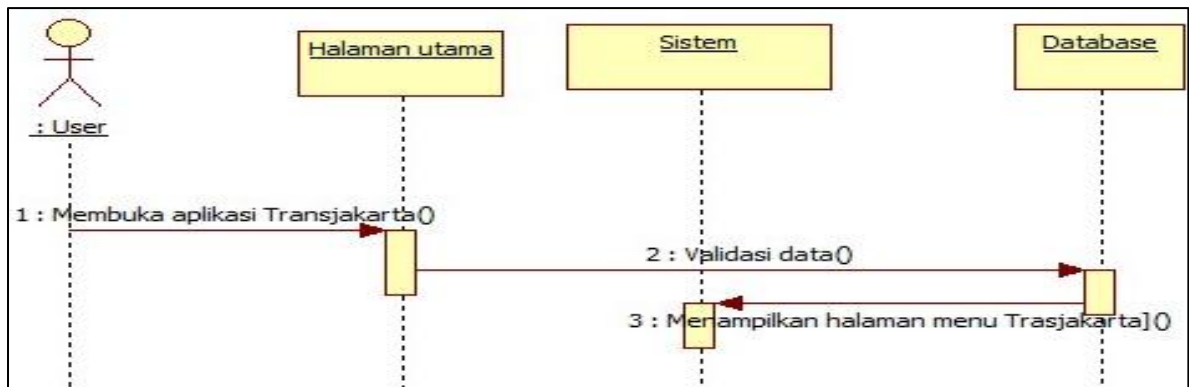 Halaman utama
Sistem
Database
: User
1 : Membuka aplikasi Transjakarta()
2 : Validasi data()
3 : Menampilkan halaman menu Trasjakarta]()